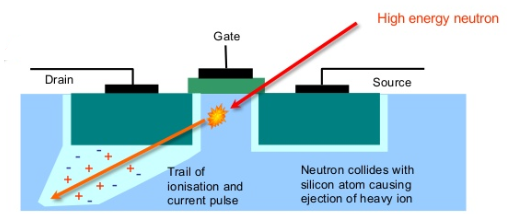 High energy neutron
Gate
Drain
Source
Trail of
ionisation and
current pulse
Neutron collides with
silicon atom causing
ejection of heavy ion